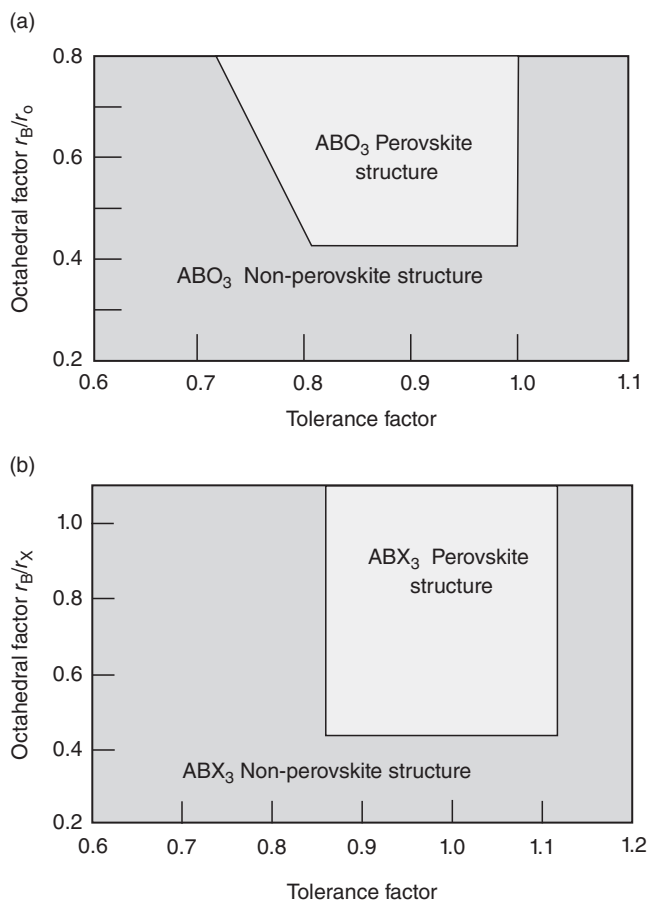 (a)
0.8
0.6
0.4
0.2
Octahedral factor r_B/r_o
ABO₃ Perovskite
structure
ABO₃ Non-perovskite structure
0.6 0.7 0.8 0.9 1.0 1.1
Tolerance factor
(b)
1.0
0.8
0.6
0.4
0.2
Octahedral factor r_B/r_X
ABX₃ Perovskite
structure
ABX₃ Non-perovskite structure
0.6 0.7 0.8 0.9 1.0 1.1 1.2
Tolerance factor